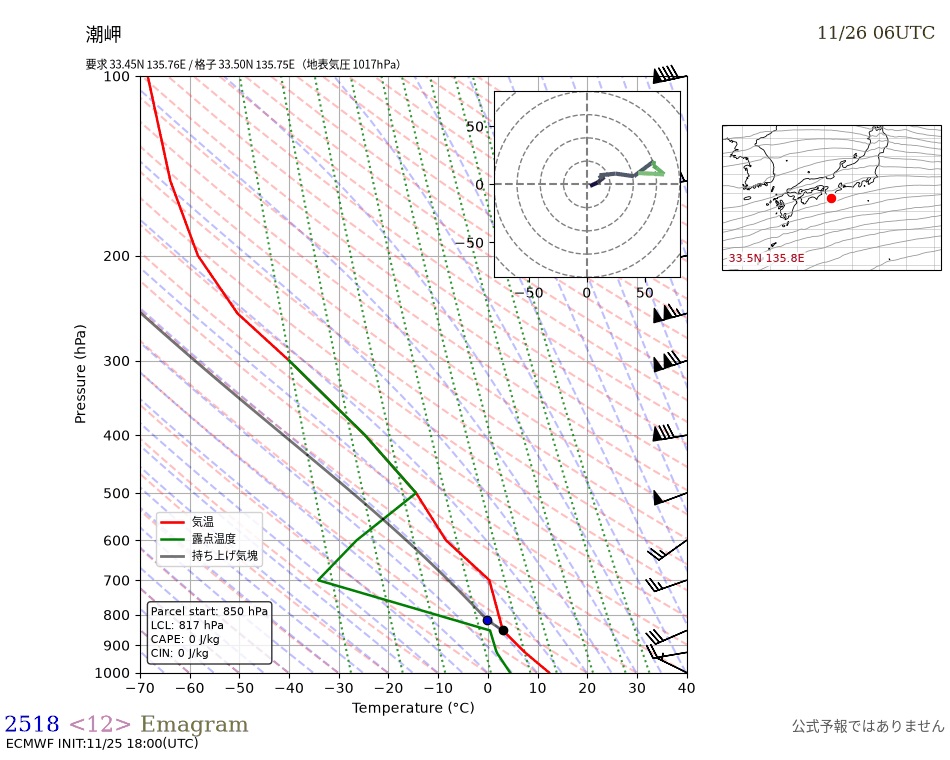 潮岬
11/26 06UTC
要求 33.45N 135.76E / 格子 33.50N 135.75E（地表気圧 1017hPa）
100
200
300
400
500
600
700
800
900
1000
Pressure (hPa)
50
0
−50
−50 0 50
気温
露点温度
持ち上げ気塊
Parcel start: 850 hPa
LCL: 817 hPa
CAPE: 0 J/kg
CIN: 0 J/kg
−70 −60 −50 −40 −30 −20 −10 0 10 20 30 40
Temperature (°C)
33.5N 135.8E
2518 <12> Emagram
ECMWF INIT:11/25 18:00(UTC)
公式予報ではありません